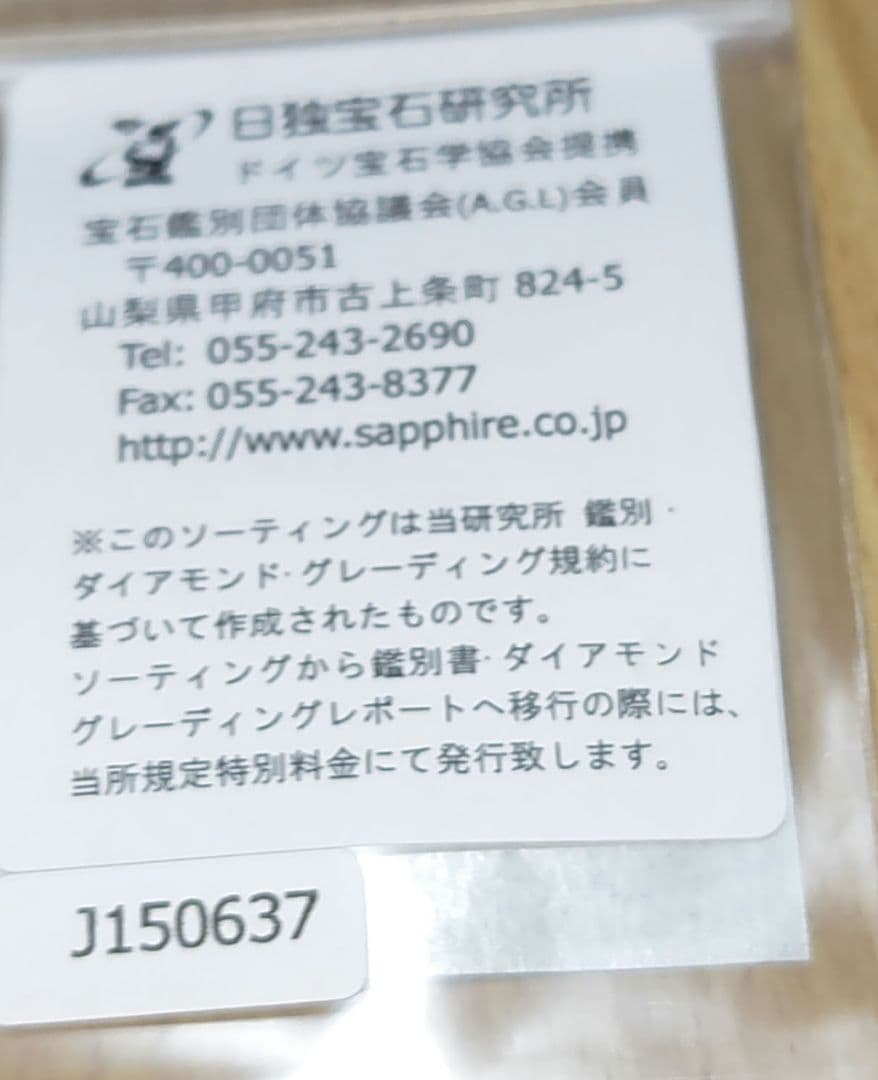 日独宝石研究所
ドイツ宝石学協会提携
宝石鑑別団体協議会(A.G.L)会員
〒400-0051
山梨県甲府市古上条町 824-5
Tel: 055-243-2690
Fax: 055-243-8377
http://www.sapphire.co.jp
※このソーティングは当研究所 鑑別・
ダイアモンド・グレーディング規約に
基づいて作成されたものです。
ソーティングから鑑別書・ダイアモンド
グレーディングレポートへ移行の際には、
当所規定特別料金にて発行致します。
J150637